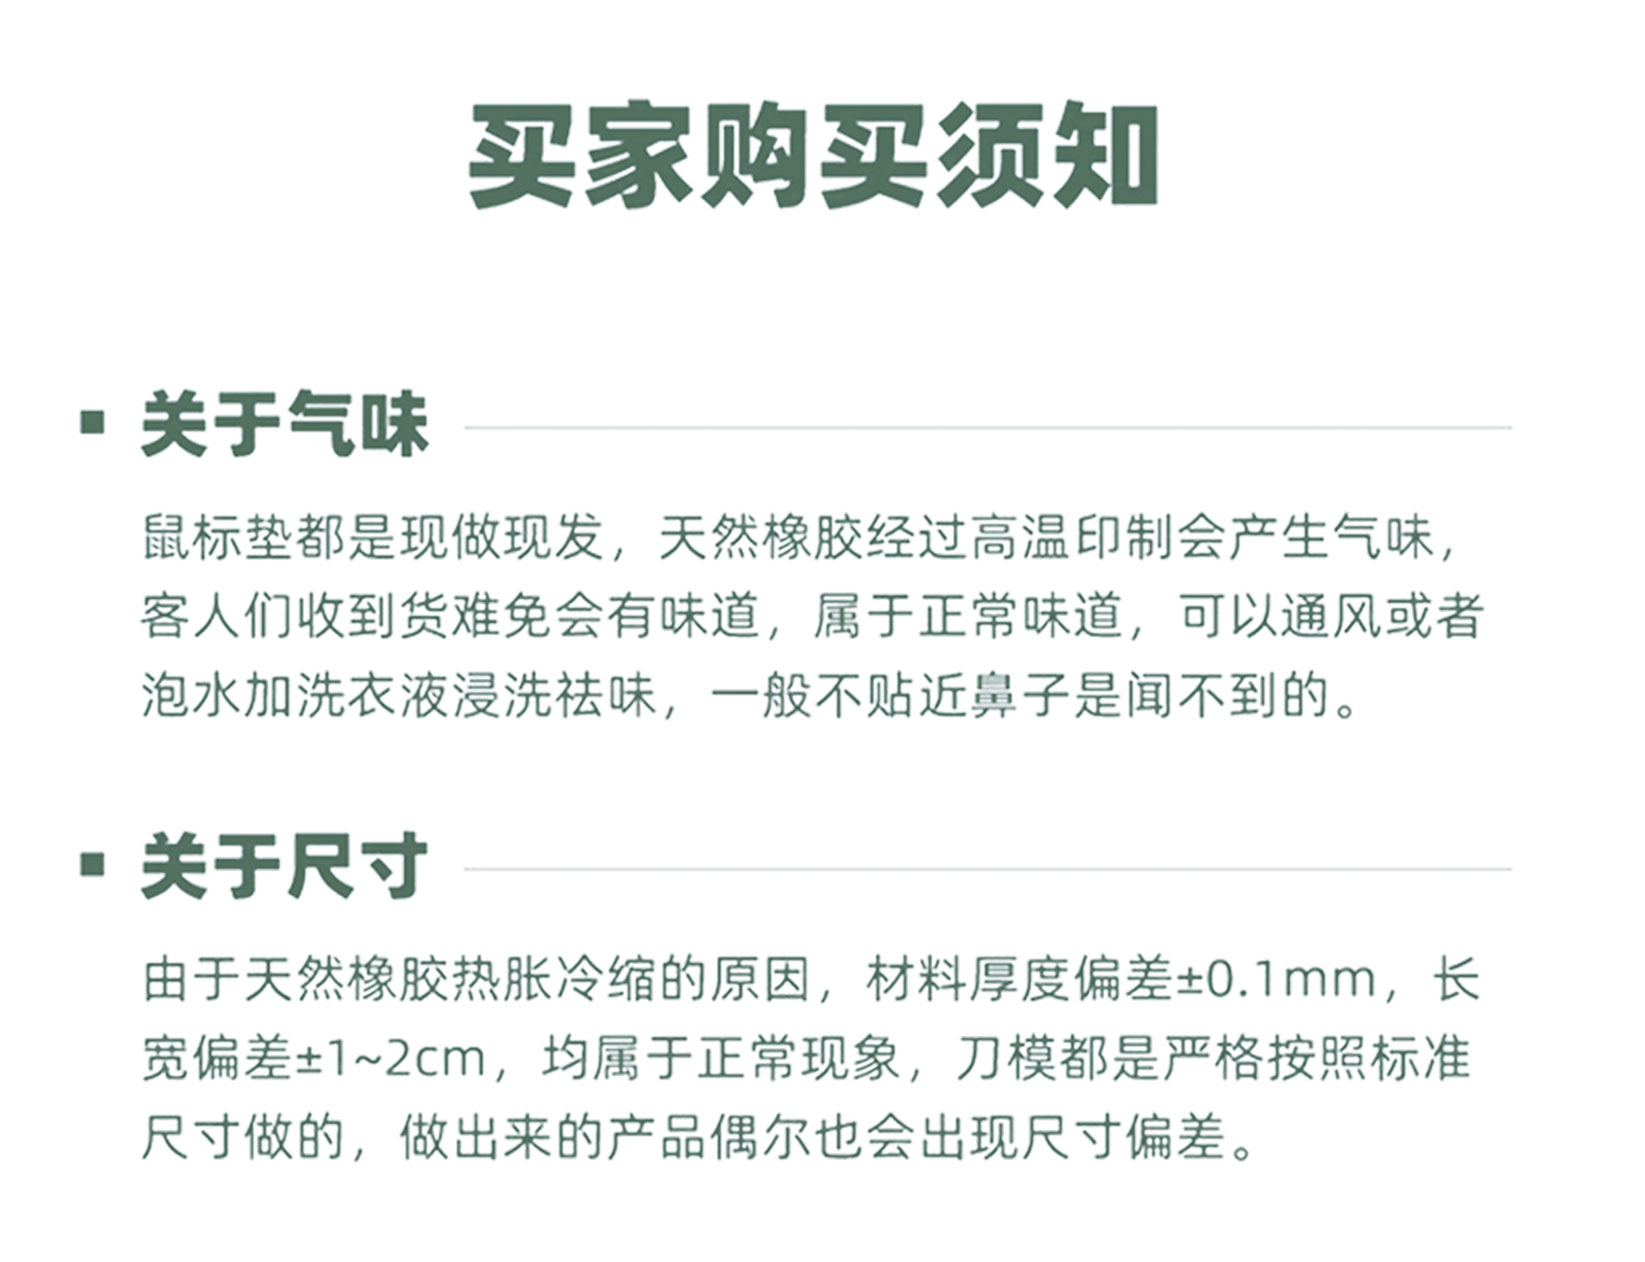 买家购买须知
关于气味
鼠标垫都是现做现发，天然橡胶经过高温印制会产生气味，
客人们收到货难免会有味道，属于正常味道，可以通风或者
泡水加洗衣液浸洗祛味，一般不贴近鼻子是闻不到的。
关于尺寸
由于天然橡胶热胀冷缩的原因，材料厚度偏差±0.1mm，长
宽偏差±1~2cm，均属于正常现象，刀模都是严格按照标准
尺寸做的，做出来的产品偶尔也会出现尺寸偏差。